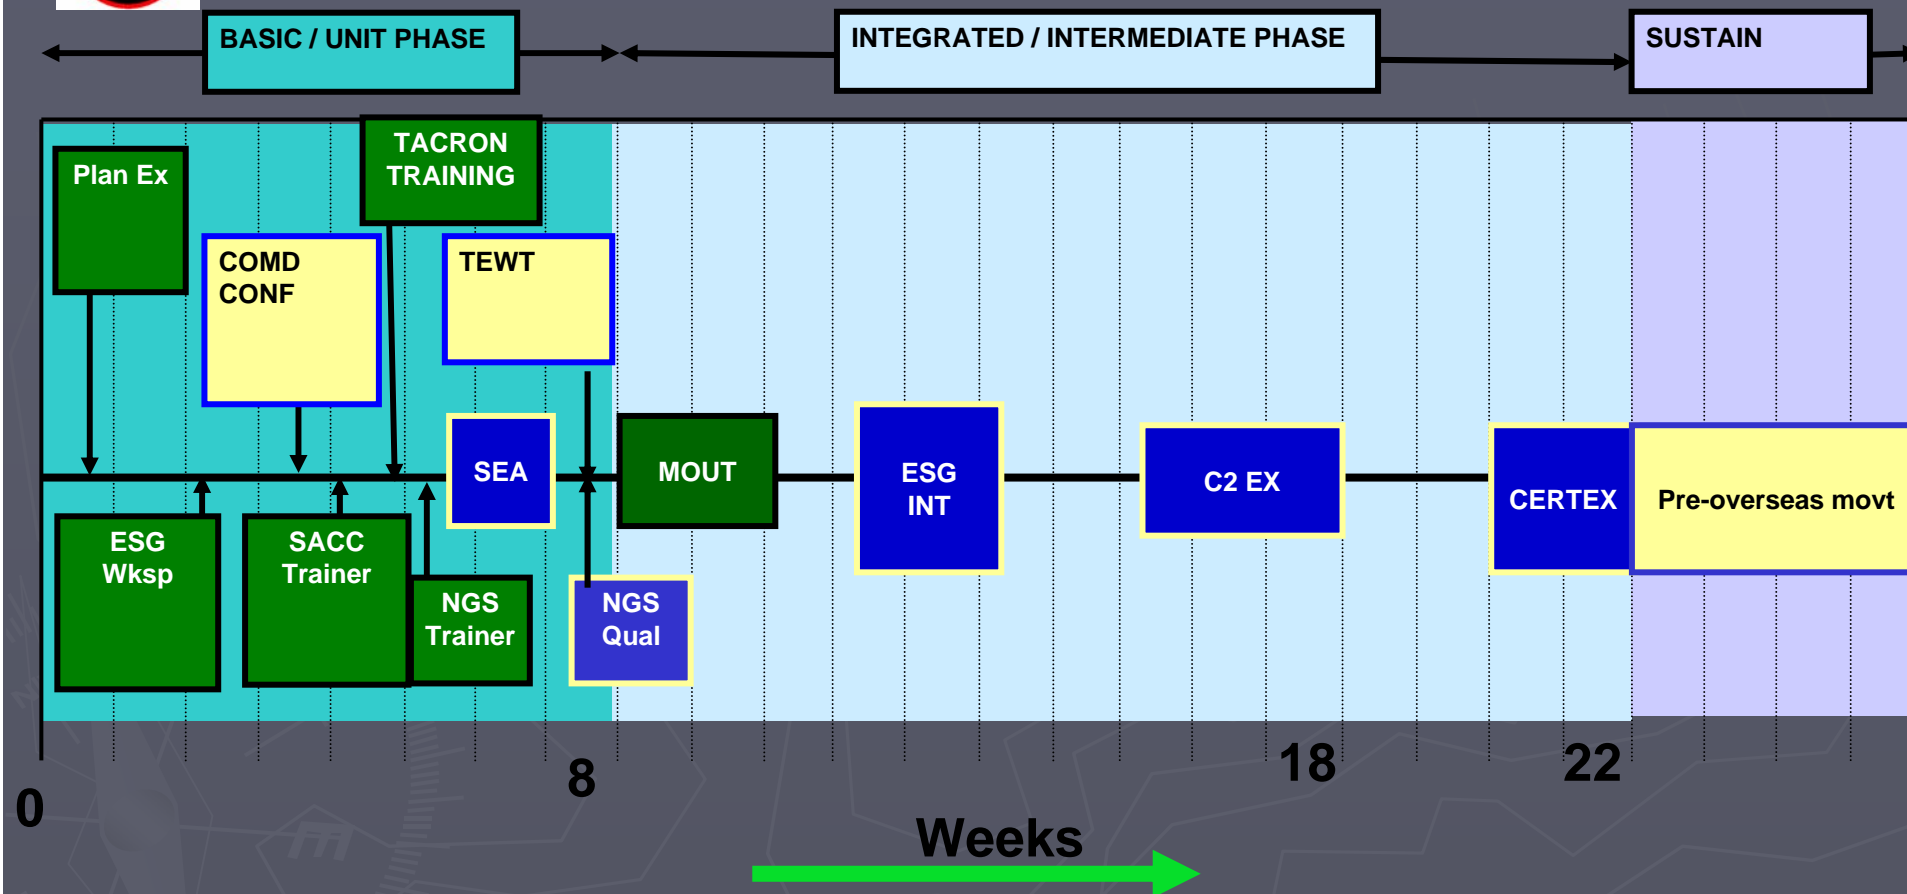 BASIC / UNIT PHASE
INTEGRATED / INTERMEDIATE PHASE
SUSTAIN
Plan Ex
TACRON
TRAINING
COMD
CONF
TEWT
SEA
MOUT
ESG
INT
C2 EX
CERTEX
Pre-overseas movt
ESG
Wksp
SACC
Trainer
NGS
Trainer
NGS
Qual
0
8
18
22
Weeks